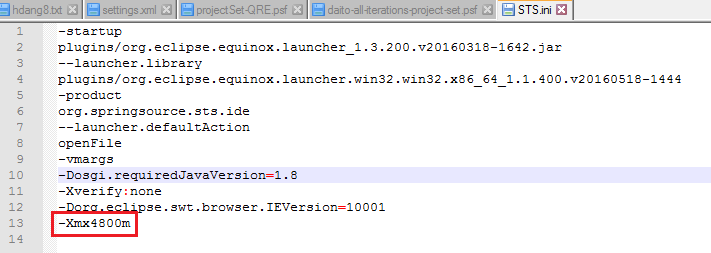 hdang8.txt settings.xml projectSet-QRE.psf daito-all-iterations-project-set.psf STS.ini
1 -startup
2 plugins/org.eclipse.equinox.launcher_1.3.200.v20160318-1642.jar
3 --launcher.library
4 plugins/org.eclipse.equinox.launcher.win32.win32.x86_64_1.1.400.v20160518-1444
5 -product
6 org.springsource.sts.ide
7 --launcher.defaultAction
8 openFile
9 -vmargs
10 -Dosgi.requiredJavaVersion=1.8
11 -Xverify:none
12 -Dorg.eclipse.swt.browser.IEVersion=10001
13 -Xmx4800m
14